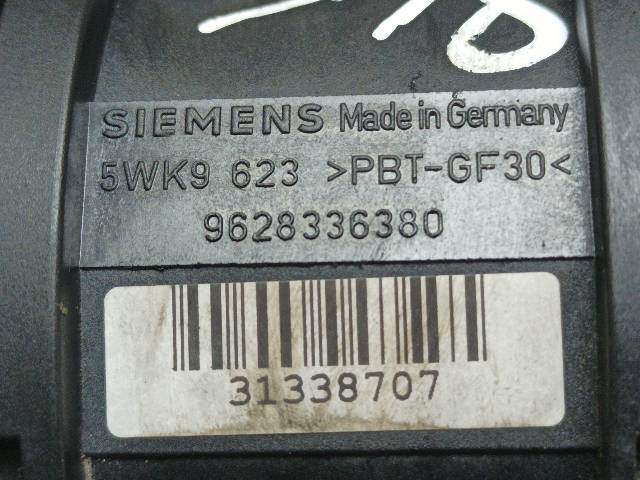 SIEMENS Made in Germany
5WK9 623 >PBT-GF30<
9628336380
31338707